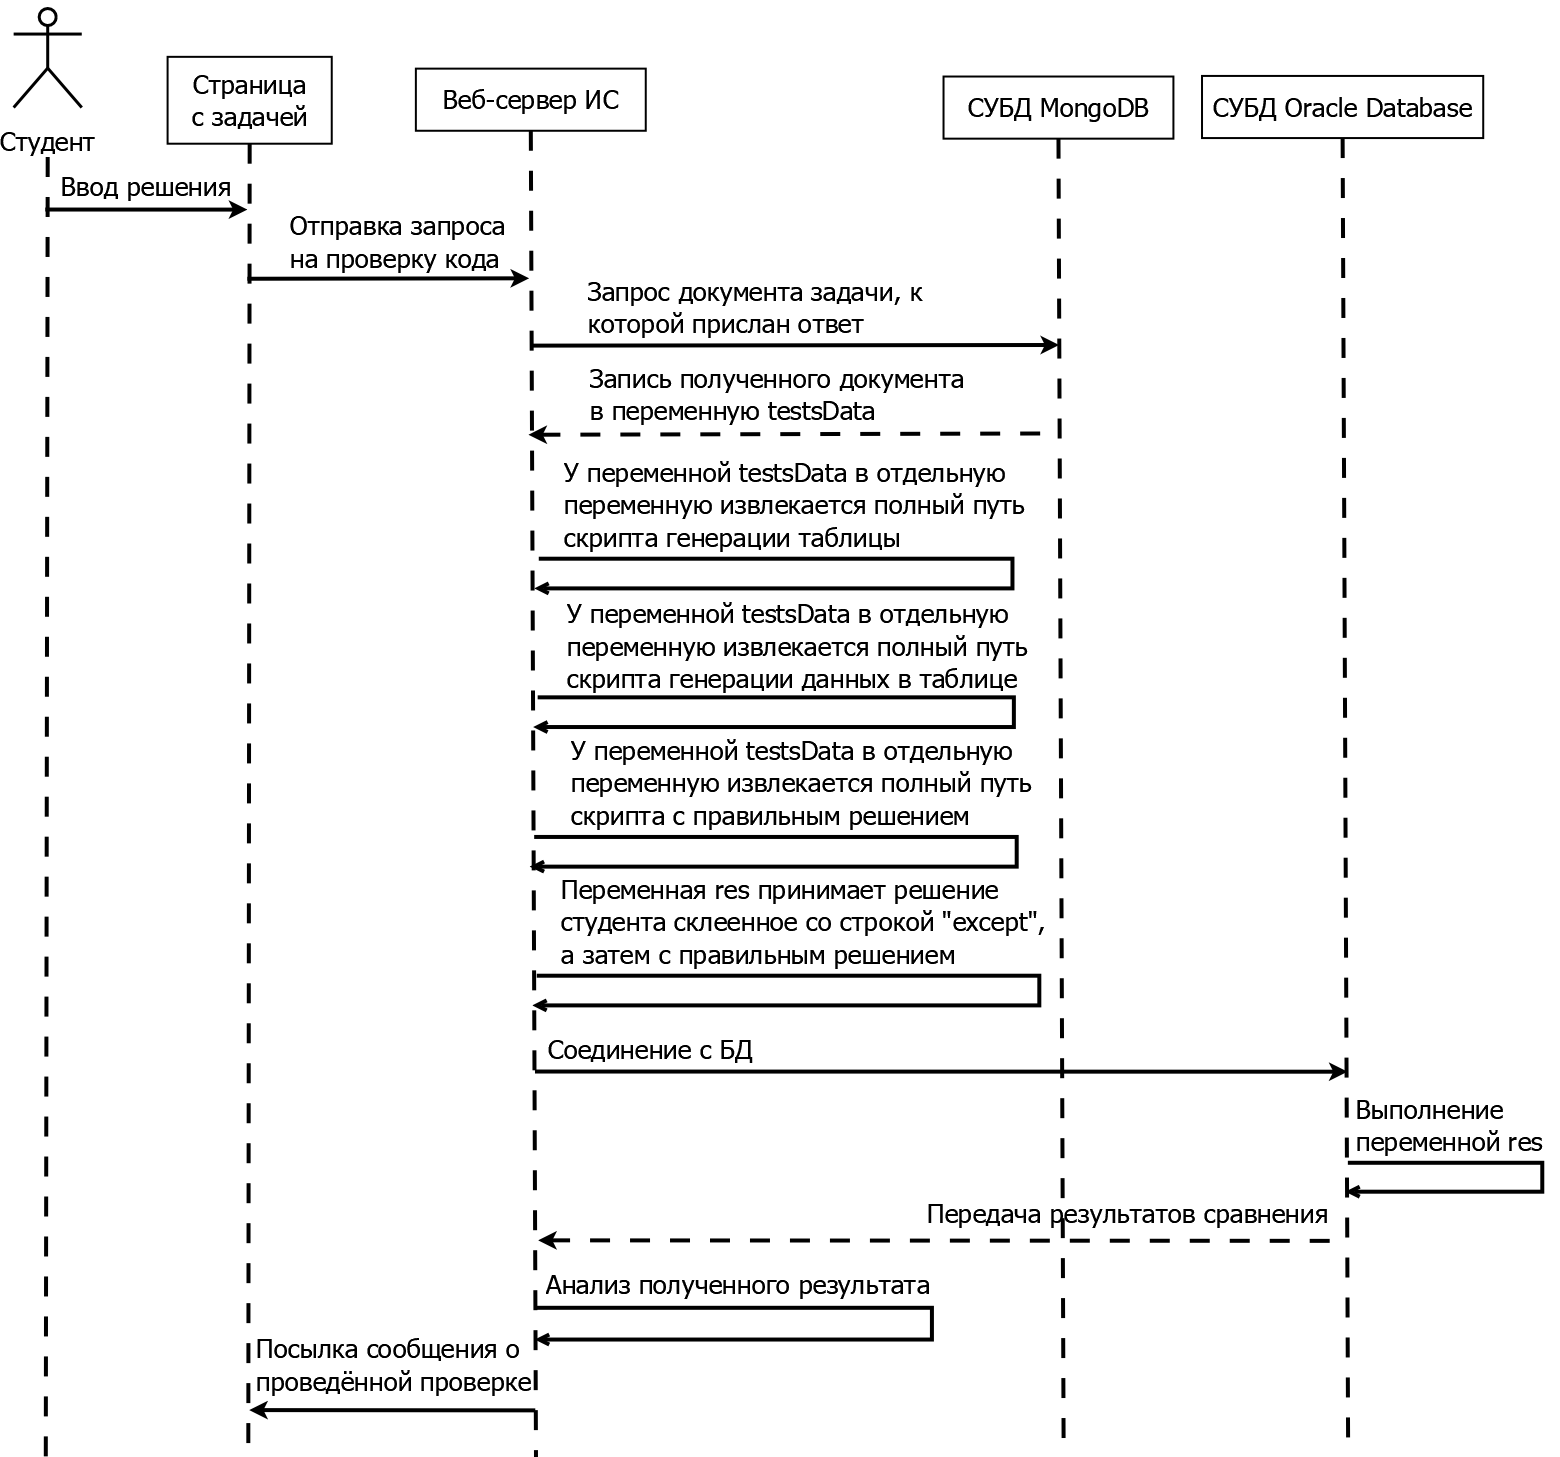 Студент
Страница
с задачей
Веб-сервер ИС
СУБД MongoDB
СУБД Oracle Database
Ввод решения
Отправка запроса
на проверку кода
Запрос документа задачи, к
которой прислан ответ
Запись полученного документа
в переменную testsData
У переменной testsData в отдельную
переменную извлекается полный путь
скрипта генерации таблицы
У переменной testsData в отдельную
переменную извлекается полный путь
скрипта генерации данных в таблице
У переменной testsData в отдельную
переменную извлекается полный путь
скрипта с правильным решением
Переменная res принимает решение
студента склеенное со строкой "except",
а затем с правильным решением
Соединение с БД
Выполнение
переменной res
Передача результатов сравнения
Анализ полученного результата
Посылка сообщения о
проведённой проверке